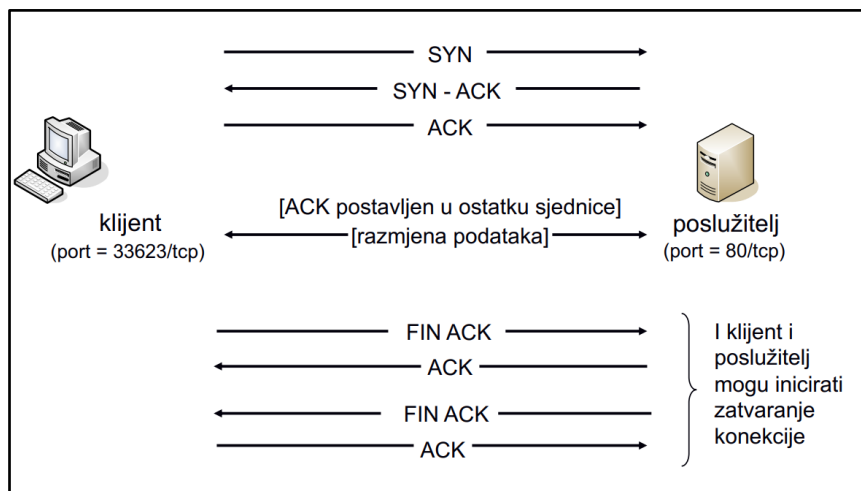 SYN
SYN - ACK
ACK
klijent
(port = 33623/tcp)
[ACK postavljen u ostatku sjednice]
[razmjena podataka]
poslužitelj
(port = 80/tcp)
FIN ACK
ACK
FIN ACK
ACK
I klijent i
poslužitelj
mogu inicirati
zatvaranje
konekcije